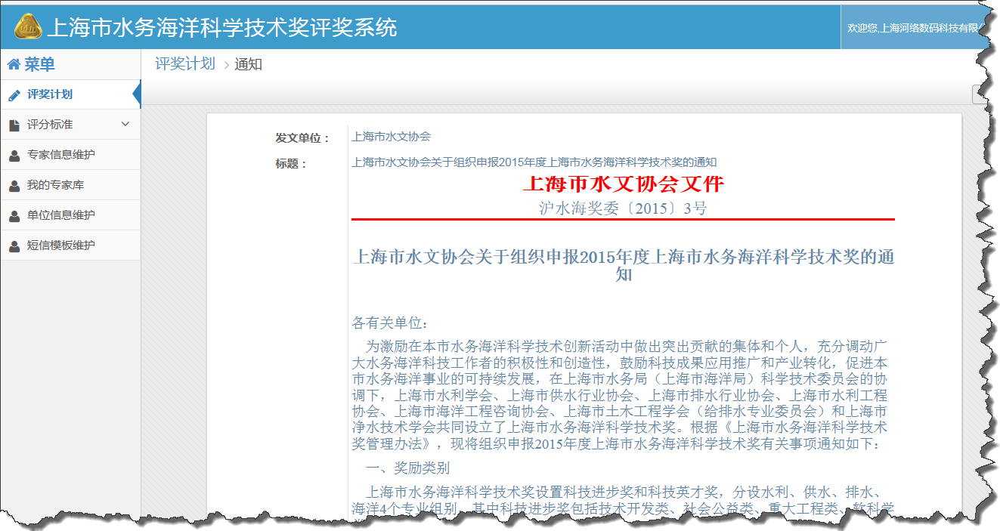 上海市水务海洋科学技术奖评奖系统
欢迎您,上海河络数码科技有限
菜单
评奖计划 > 通知
评奖计划
评分标准
专家信息维护
我的专家库
单位信息维护
短信模板维护
发文单位： 上海市水文协会
标题： 上海市水文协会关于组织申报2015年度上海市水务海洋科学技术奖的通知
上海市水文协会文件
沪水海奖委〔2015〕3号
上海市水文协会关于组织申报2015年度上海市水务海洋科学技术奖的通
知
各有关单位：
为激励在本市水务海洋科学技术创新活动中做出突出贡献的集体和个人，充分调动广
大水务海洋科技工作者的积极性和创造性，鼓励科技成果应用推广和产业转化，促进本
市水务海洋事业的可持续发展，在上海市水务局（上海市海洋局）科学技术委员会的协
调下，上海市水利学会、上海市供水行业协会、上海市排水行业协会、上海市水利工程
协会、上海市海洋工程咨询协会、上海市土木工程学会（给排水专业委员会）和上海市
净水技术学会共同设立了上海市水务海洋科学技术奖。根据《上海市水务海洋科学技术
奖管理办法》，现将组织申报2015年度上海市水务海洋科学技术奖有关事项通知如下：
一、奖励类别
上海市水务海洋科学技术奖设置科技进步奖和科技英才奖，分设水利、供水、排水、
海洋4个专业组别。其中科技进步奖包括技术开发类、社会公益类、重大工程类、软科学